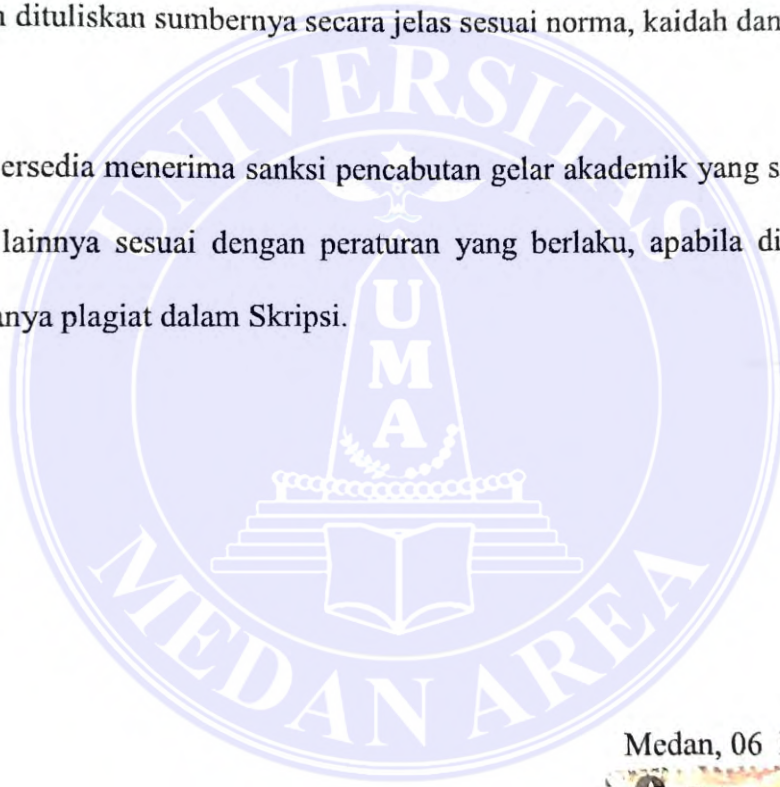 dituliskan sumbernya secara jelas sesuai norma, kaidah dan
ersedia menerima sanksi pencabutan gelar akademik yang s
lainnya sesuai dengan peraturan yang berlaku, apabila di
anya plagiat dalam Skripsi.
UNIVERSITAS
U
M
A
MEDAN AREA
Medan, 06